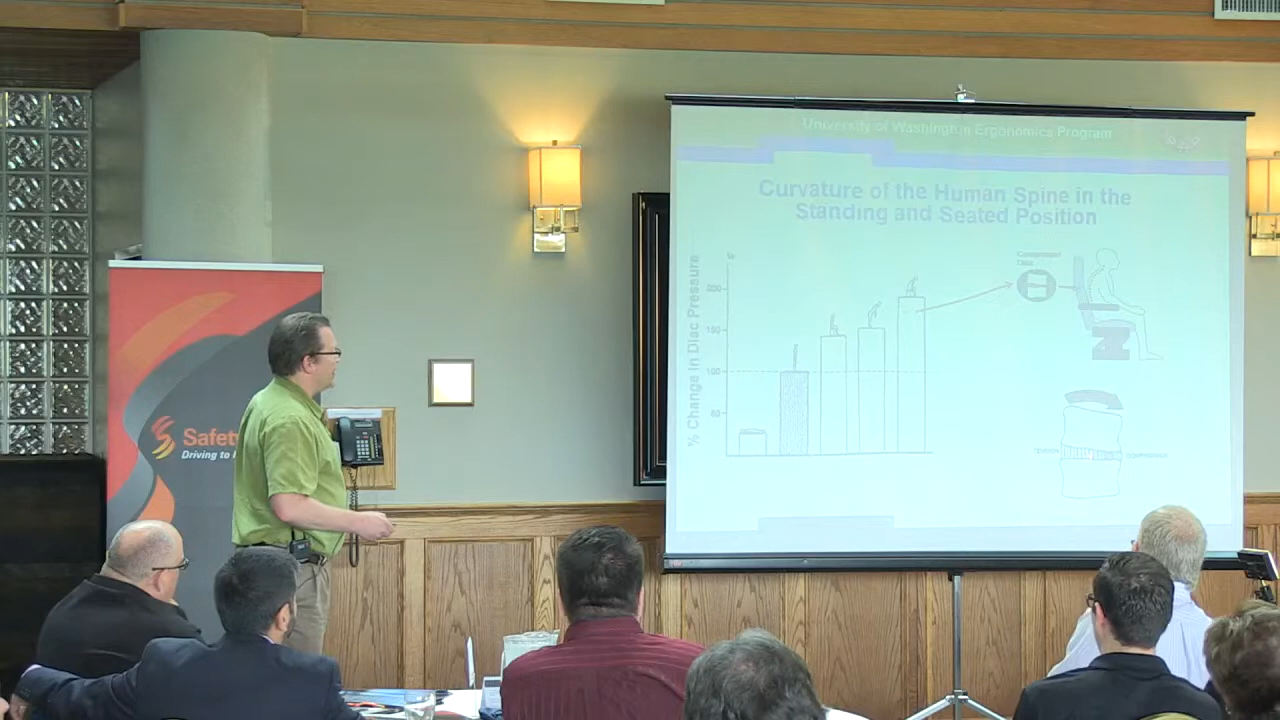 University of Washington Ergonomics Program
Curvature of the Human Spine in the
Standing and Seated Position
% Change in Disc Pressure
200
150
100
50
Safet
Driving to